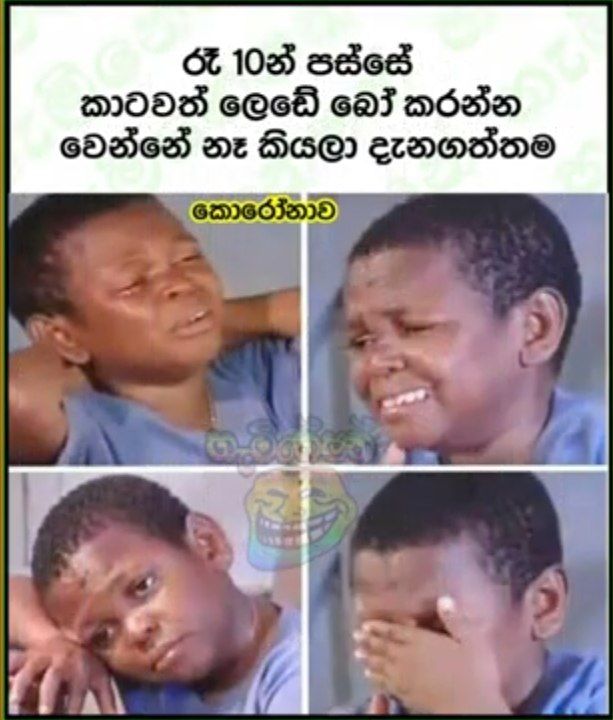 රෑ 10න් පස්සේ
කාටවත් ලෙඩේ බෝ කරන්න
වෙන්නේ නෑ කියලා දැනගත්තම
කොරෝනාව